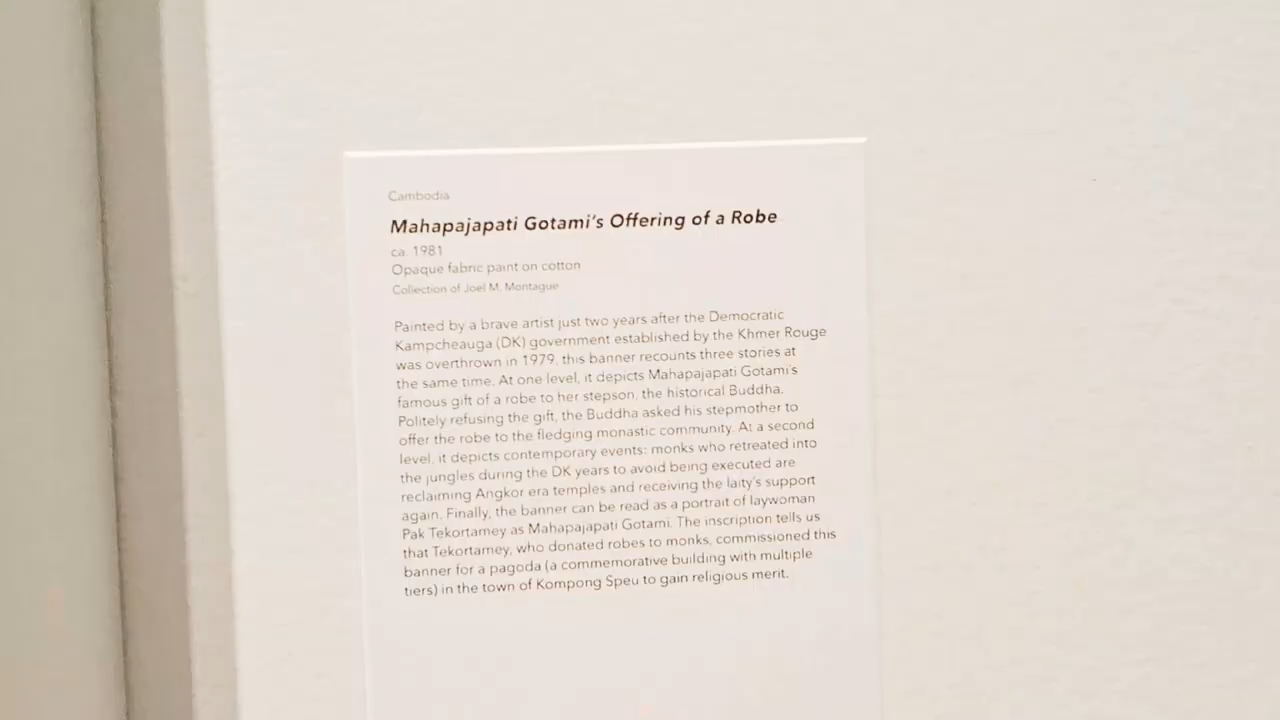 Cambodia
Mahapajapati Gotami's Offering of a Robe
ca. 1981
Opaque fabric paint on cotton
Collection of Joel M. Montague
Painted by a brave artist just two years after the Democratic
Kampcheauga (DK) government established by the Khmer Rouge
was overthrown in 1979, this banner recounts three stories at
the same time. At one level, it depicts Mahapajapati Gotami's
famous gift of a robe to her stepson, the historical Buddha.
Politely refusing the gift, the Buddha asked his stepmother to
offer the robe to the fledging monastic community. At a second
level, it depicts contemporary events: monks who retreated into
the jungles during the DK years to avoid being executed are
reclaiming Angkor era temples and receiving the laity's support
again. Finally, the banner can be read as a portrait of laywoman
Pak Tekortamey as Mahapajapati Gotami. The inscription tells us
that Tekortamey, who donated robes to monks, commissioned this
banner for a pagoda (a commemorative building with multiple
tiers) in the town of Kompong Speu to gain religious merit.